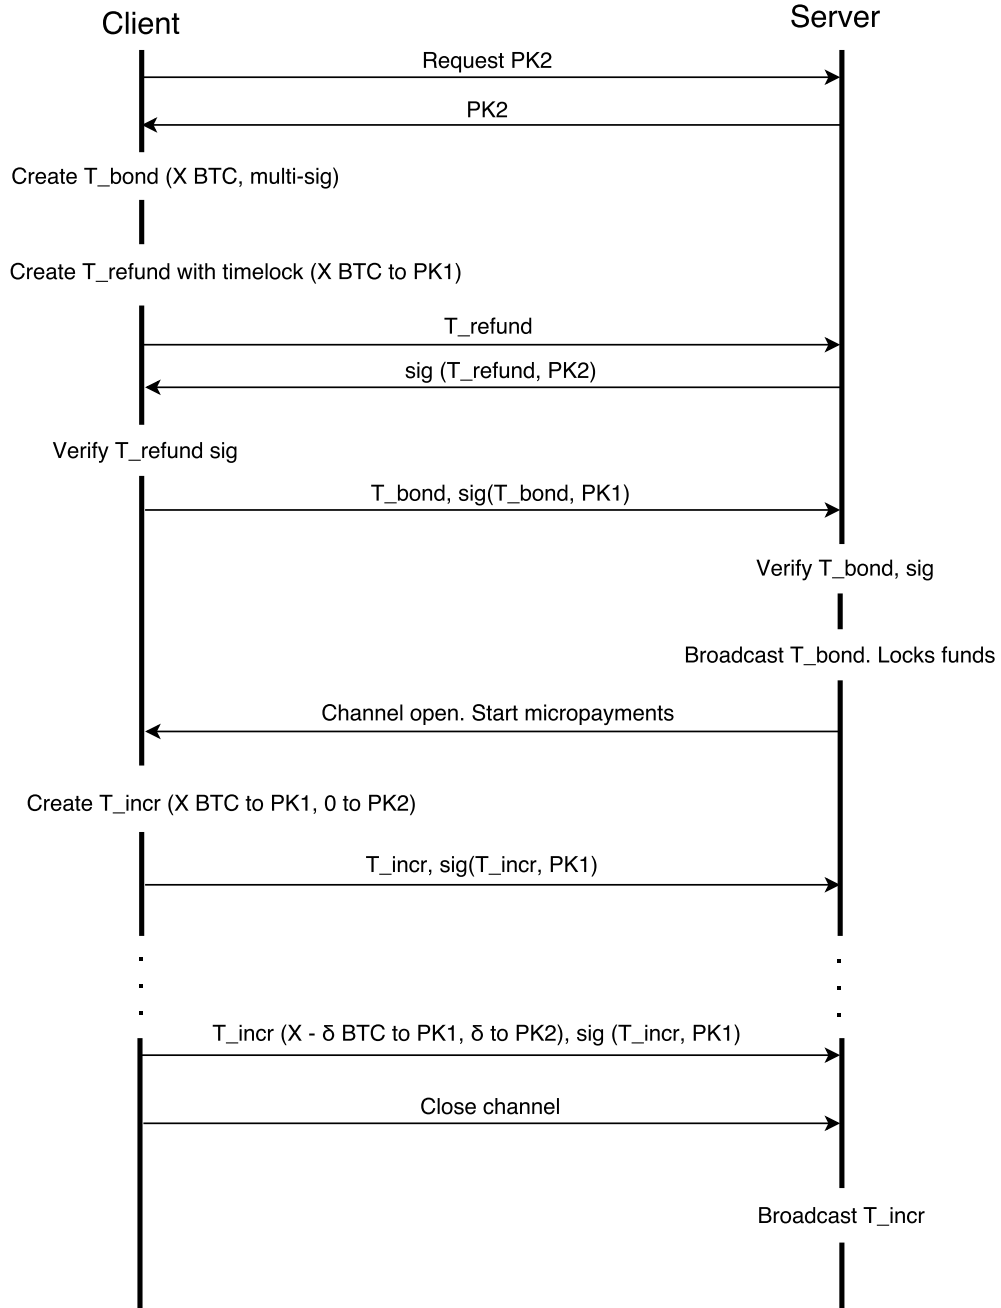 Client
Server
Request PK2
PK2
Create T_bond (X BTC, multi-sig)
Create T_refund with timelock (X BTC to PK1)
T_refund
sig (T_refund, PK2)
Verify T_refund sig
T_bond, sig(T_bond, PK1)
Verify T_bond, sig
Broadcast T_bond. Locks funds
Channel open. Start micropayments
Create T_incr (X BTC to PK1, 0 to PK2)
T_incr, sig(T_incr, PK1)
T_incr (X - δ BTC to PK1, δ to PK2), sig (T_incr, PK1)
Close channel
Broadcast T_incr